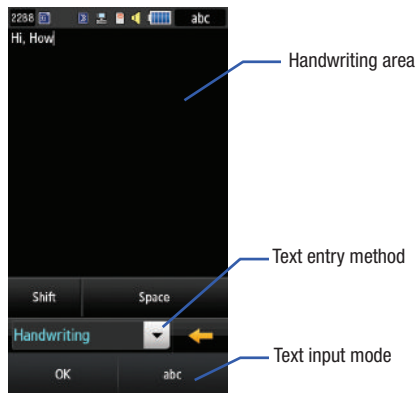 2288 abc
Hi, How
Handwriting area
Shift Space
Text entry method
Handwriting
Text input mode
OK abc